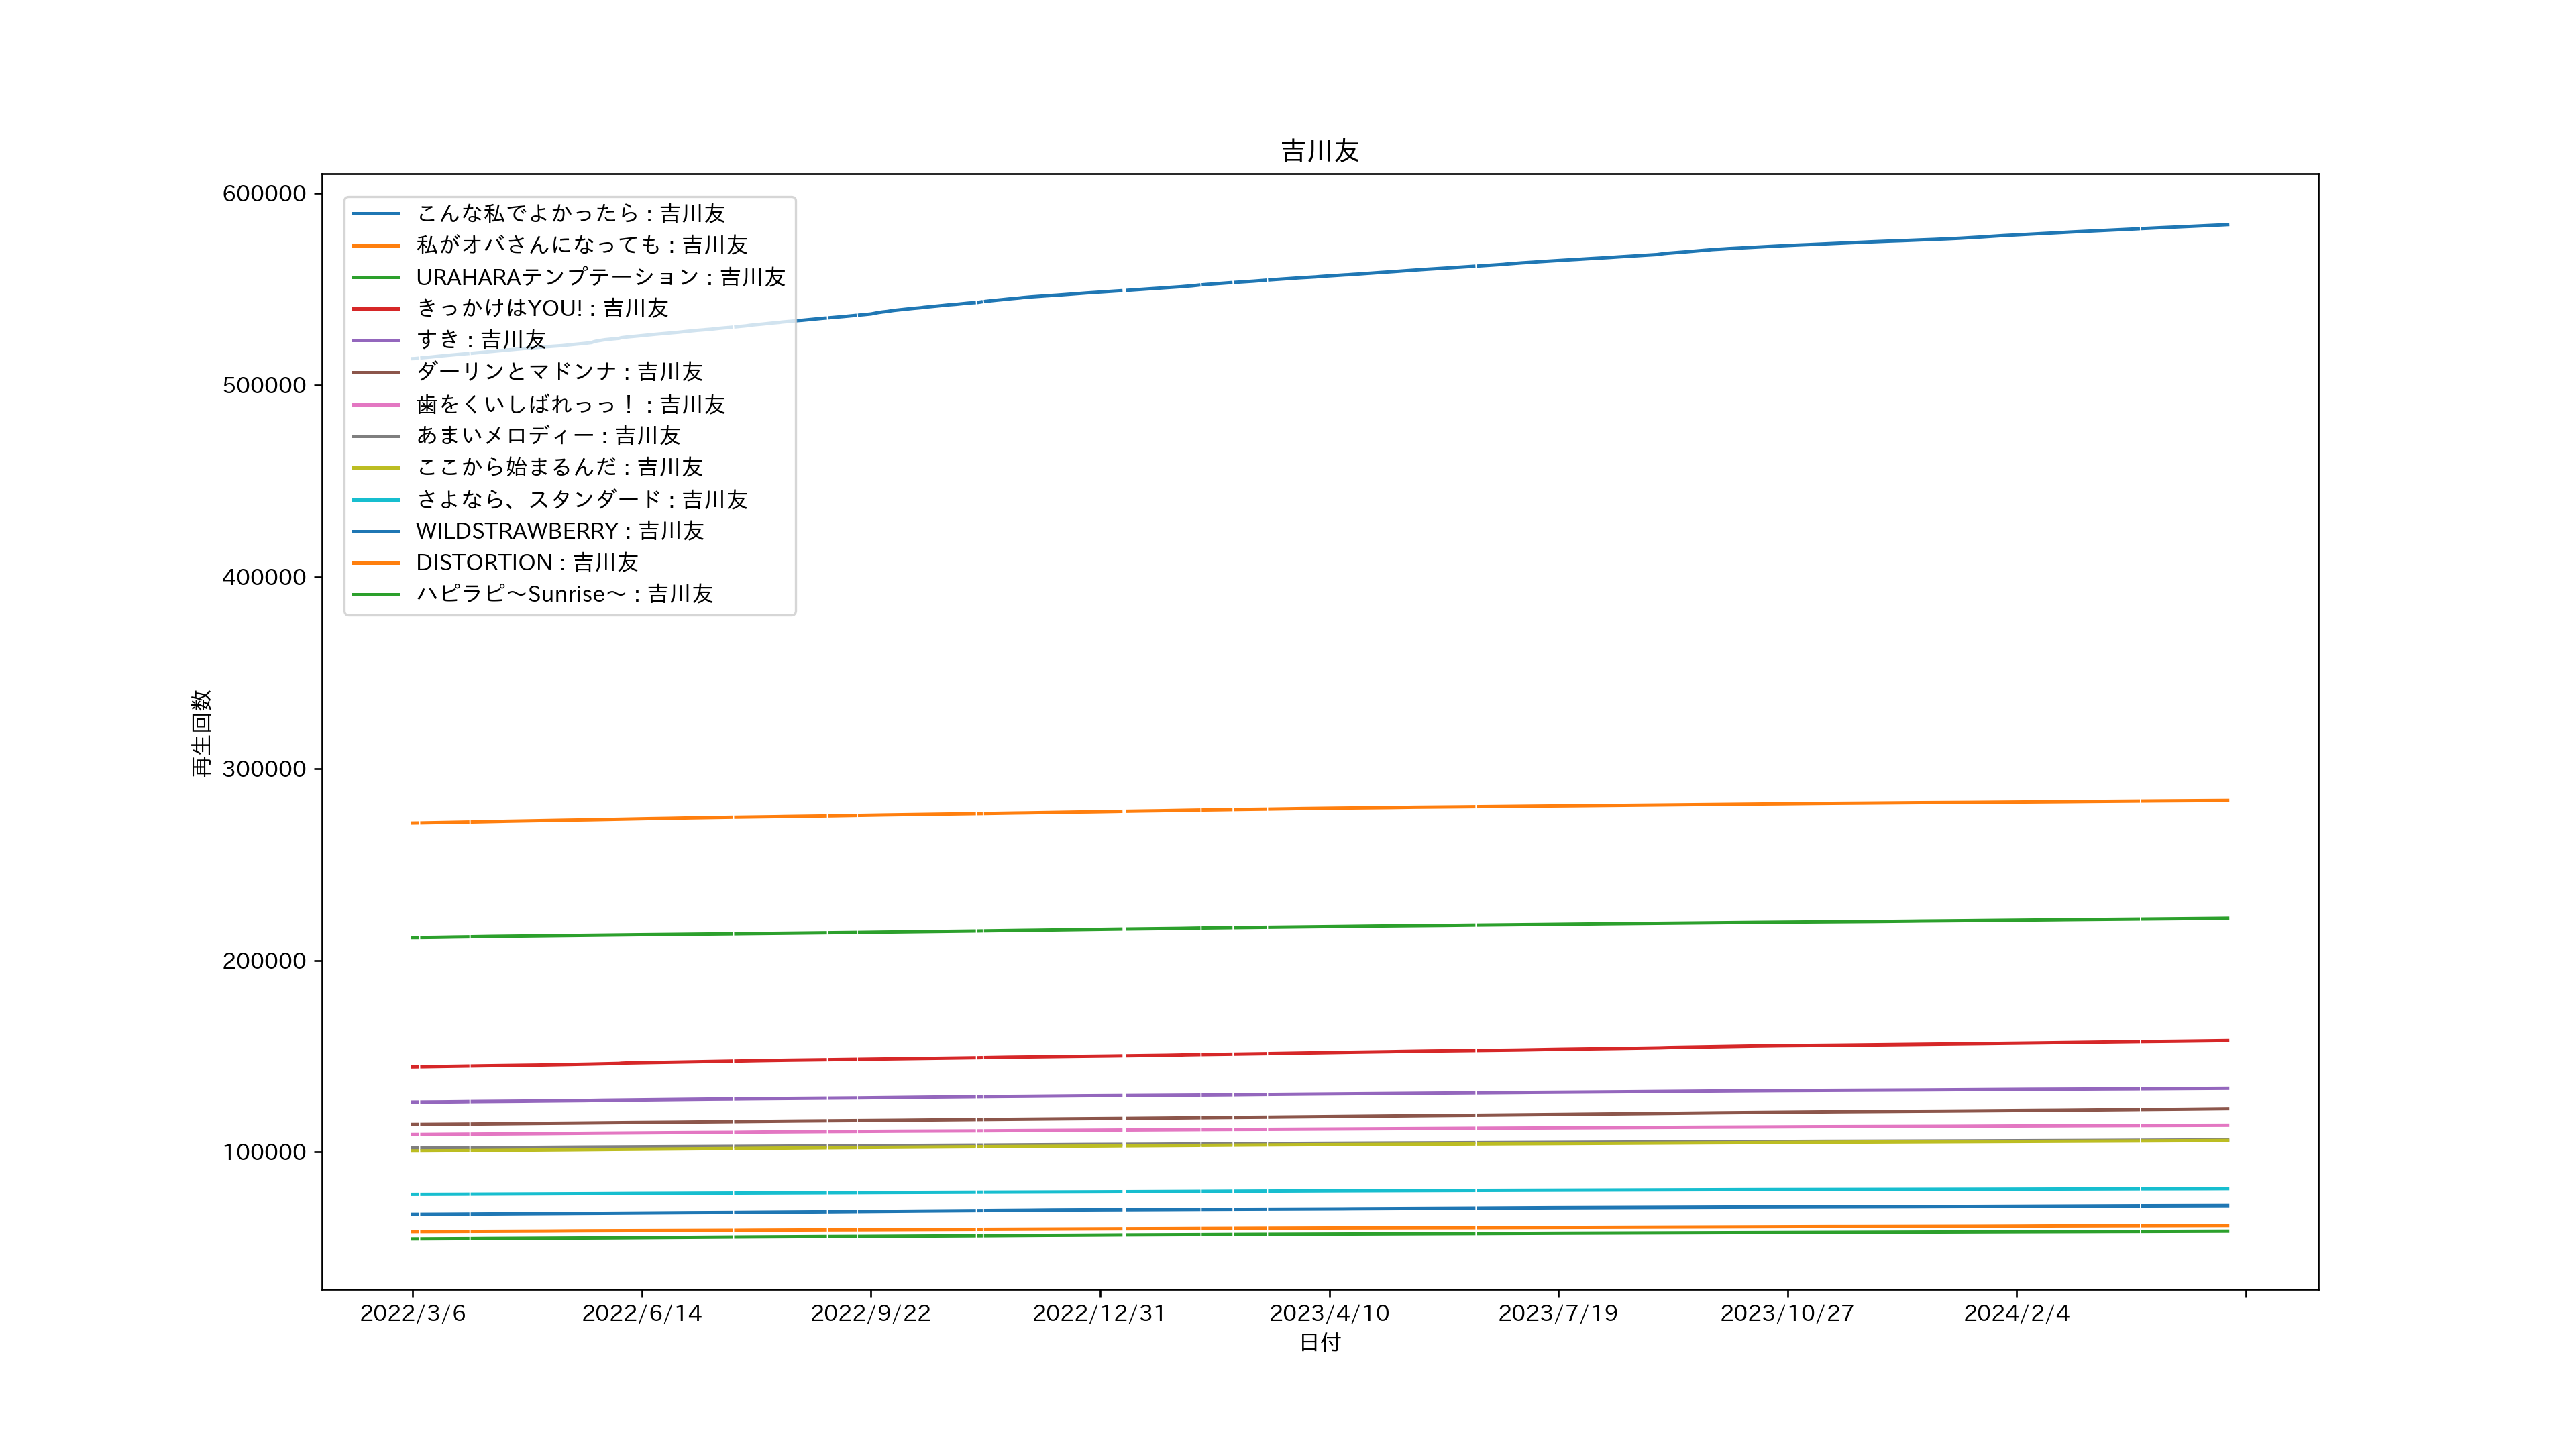 吉川友
600000
500000
400000
300000
200000
100000
再生回数
こんな私でよかったら : 吉川友
私がオバさんになっても : 吉川友
URAHARAテンプテーション : 吉川友
きっかけはYOU! : 吉川友
すき : 吉川友
ダーリンとマドンナ : 吉川友
歯をくいしばれっっ！ : 吉川友
あまいメロディー : 吉川友
ここから始まるんだ : 吉川友
さよなら、スタンダード : 吉川友
WILDSTRAWBERRY : 吉川友
DISTORTION : 吉川友
ハピラピ～Sunrise～ : 吉川友
2022/3/6 2022/6/14 2022/9/22 2022/12/31 2023/4/10 2023/7/19 2023/10/27 2024/2/4
日付